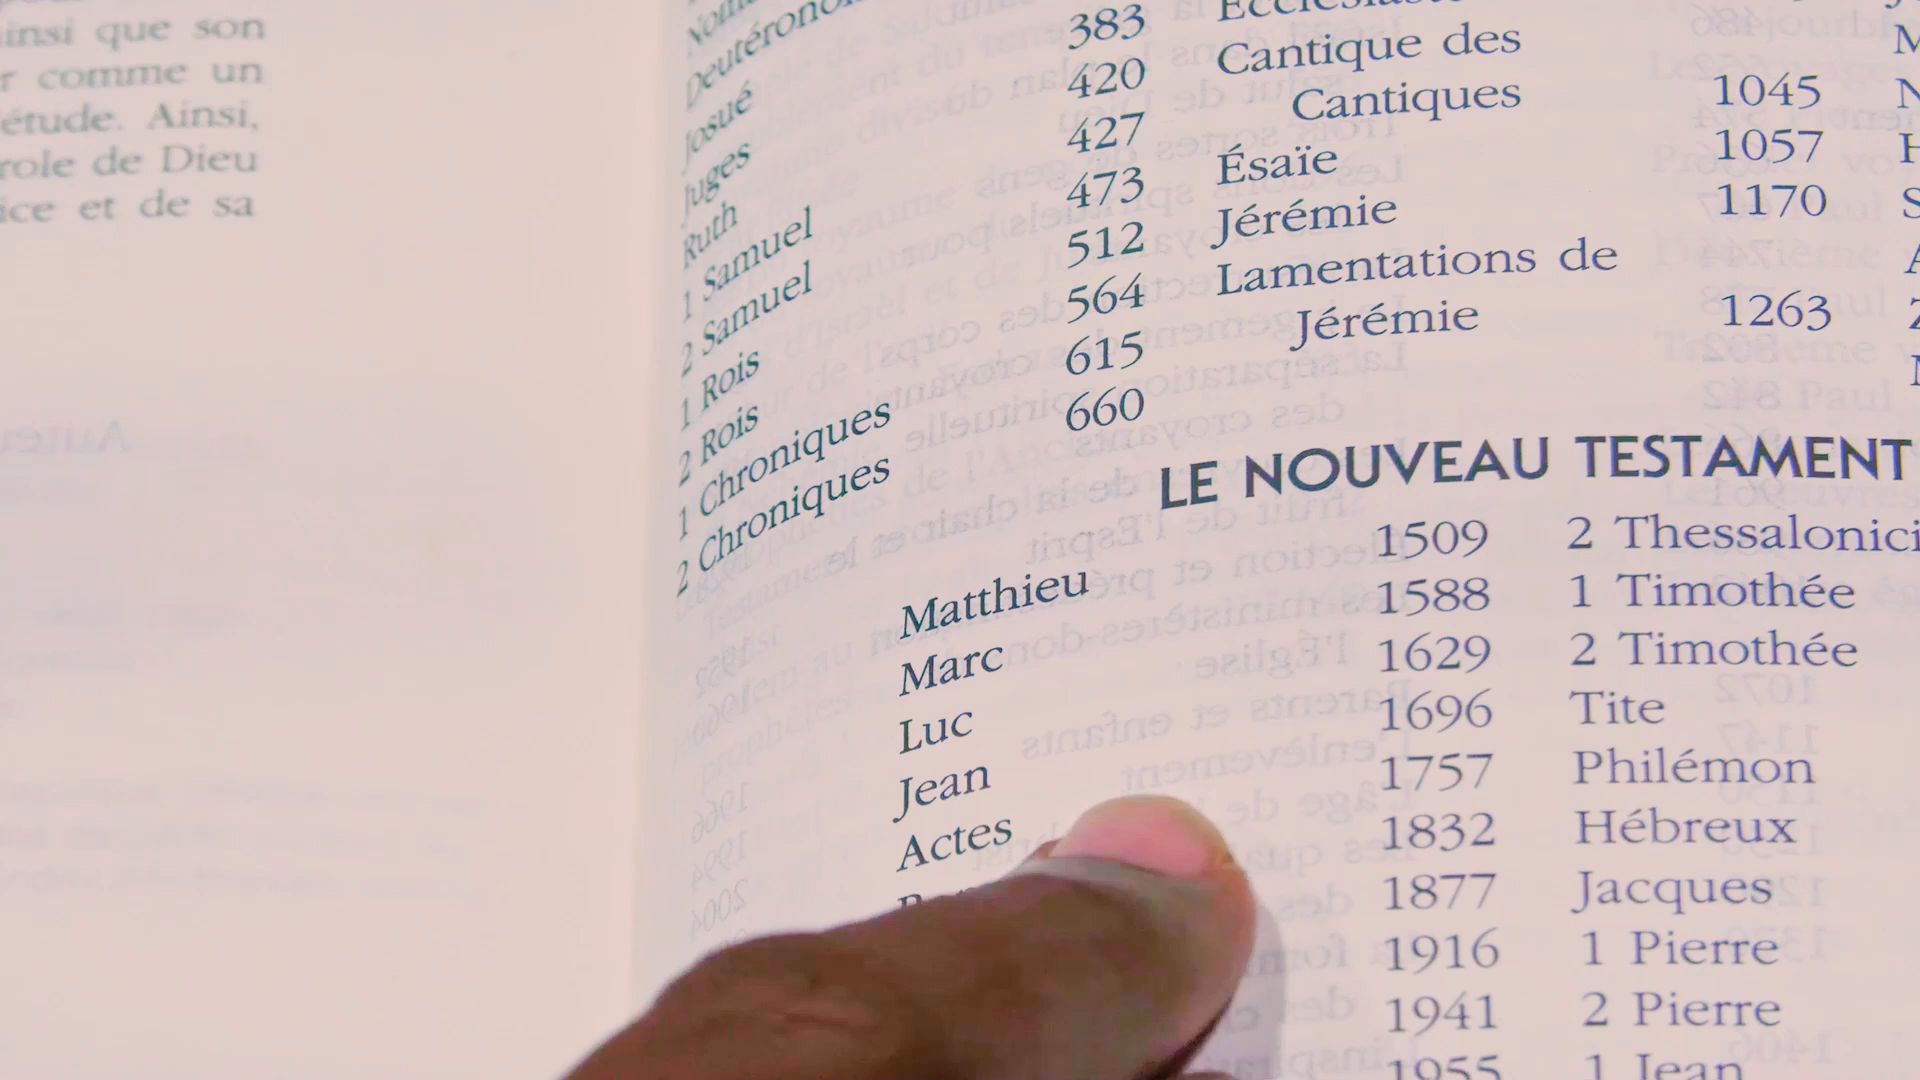 ainsi que son
r comme un
étude. Ainsi,
role de Dieu
ice et de sa
Josué
Juges
Ruth
1 Samuel
2 Samuel
1 Rois
2 Rois
1 Chroniques
2 Chroniques
383
420
427
473
512
564
615
660
Cantique des
Cantiques 1045
Ésaïe 1057
Jérémie 1170
Lamentations de
Jérémie 1263
LE NOUVEAU TESTAMENT
Matthieu 1509
Marc 1588
Luc 1629
Jean 1696
Actes 1757
1832
1877
1916
1941
1955
2 Thessalonici
1 Timothée
2 Timothée
Tite
Philémon
Hébreux
Jacques
1 Pierre
2 Pierre
1 Jean